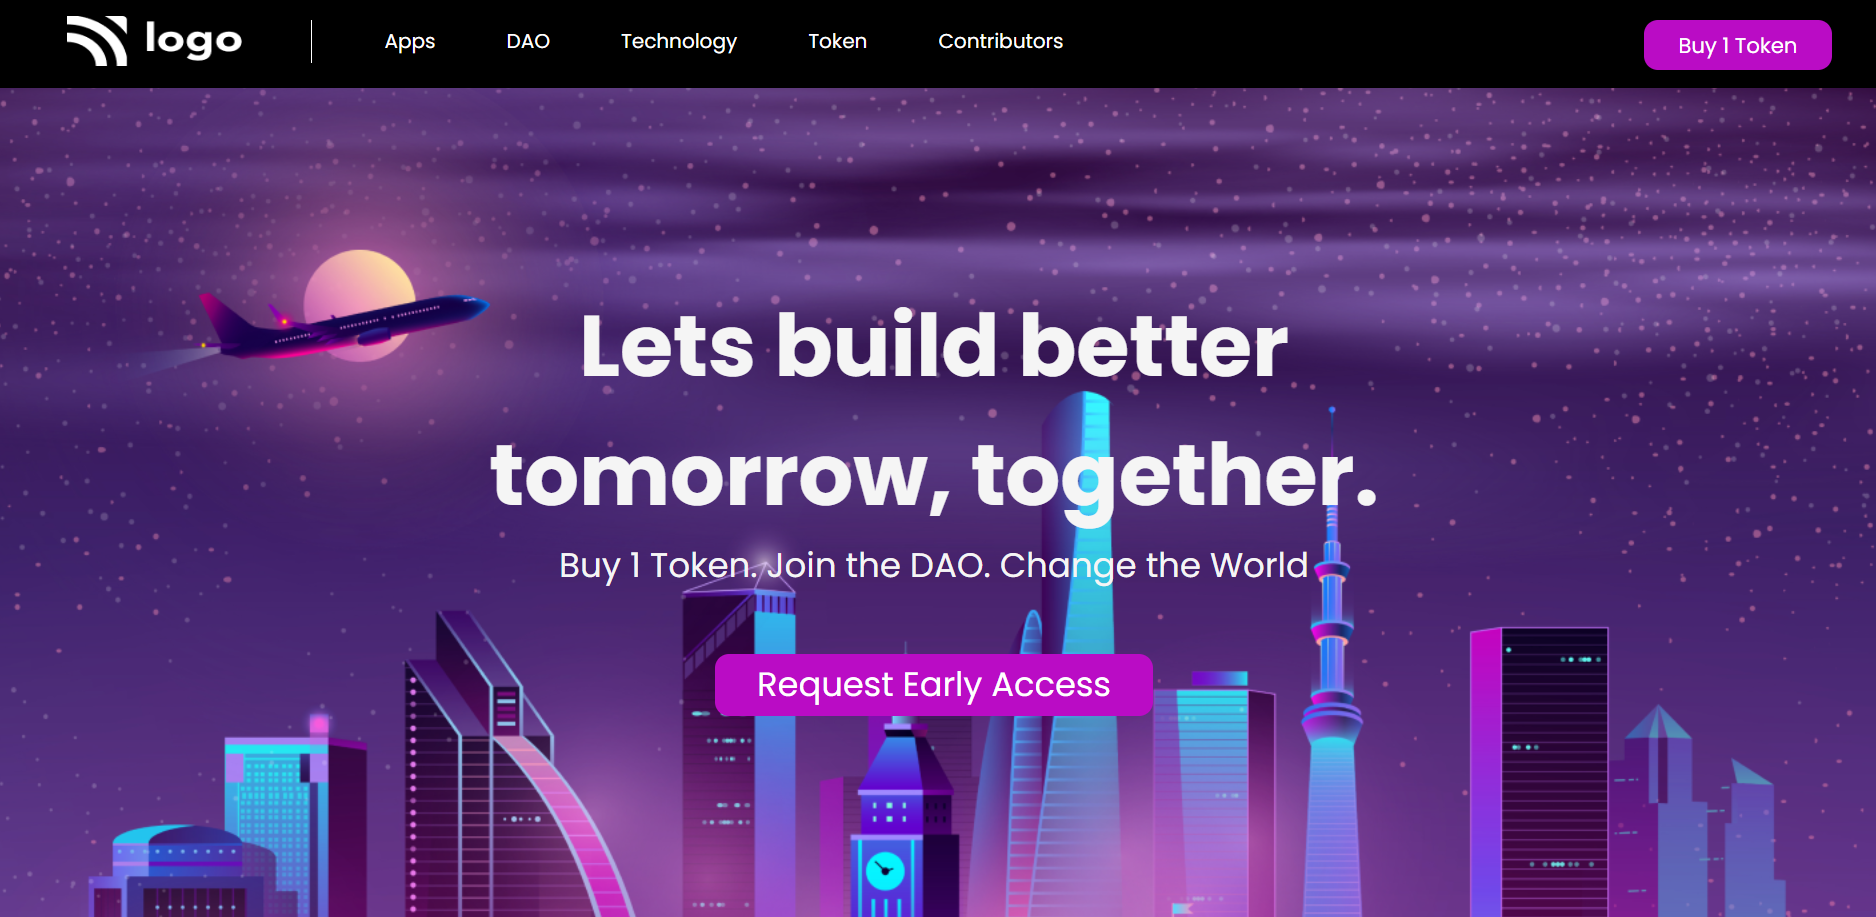 logo
Apps
DAO
Technology
Token
Contributors
Buy 1 Token
Lets build better
tomorrow, together.
Buy 1 Token. Join the DAO. Change the World
Request Early Access